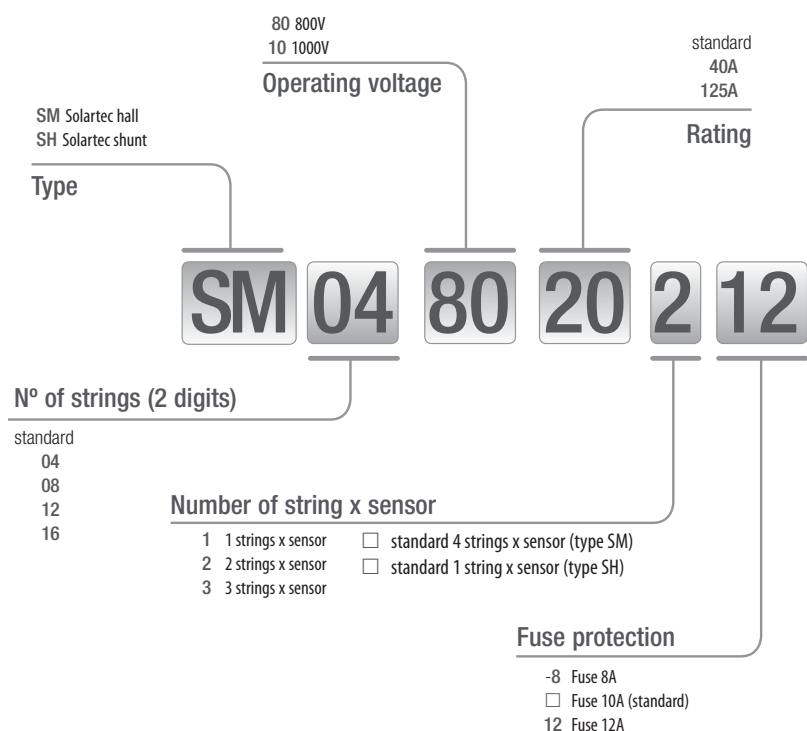 80 800V
10 1000V
Operating voltage
standard
40A
125A
Rating
SM Solartec hall
SH Solartec shunt
Type
SM 04 80 20 2 12
Nº of strings (2 digits)
standard
04
08
12
16
Number of string x sensor
1 1 strings x sensor
2 2 strings x sensor
3 3 strings x sensor
☐ standard 4 strings x sensor (type SM)
☐ standard 1 string x sensor (type SH)
Fuse protection
-8 Fuse 8A
☐ Fuse 10A (standard)
12 Fuse 12A